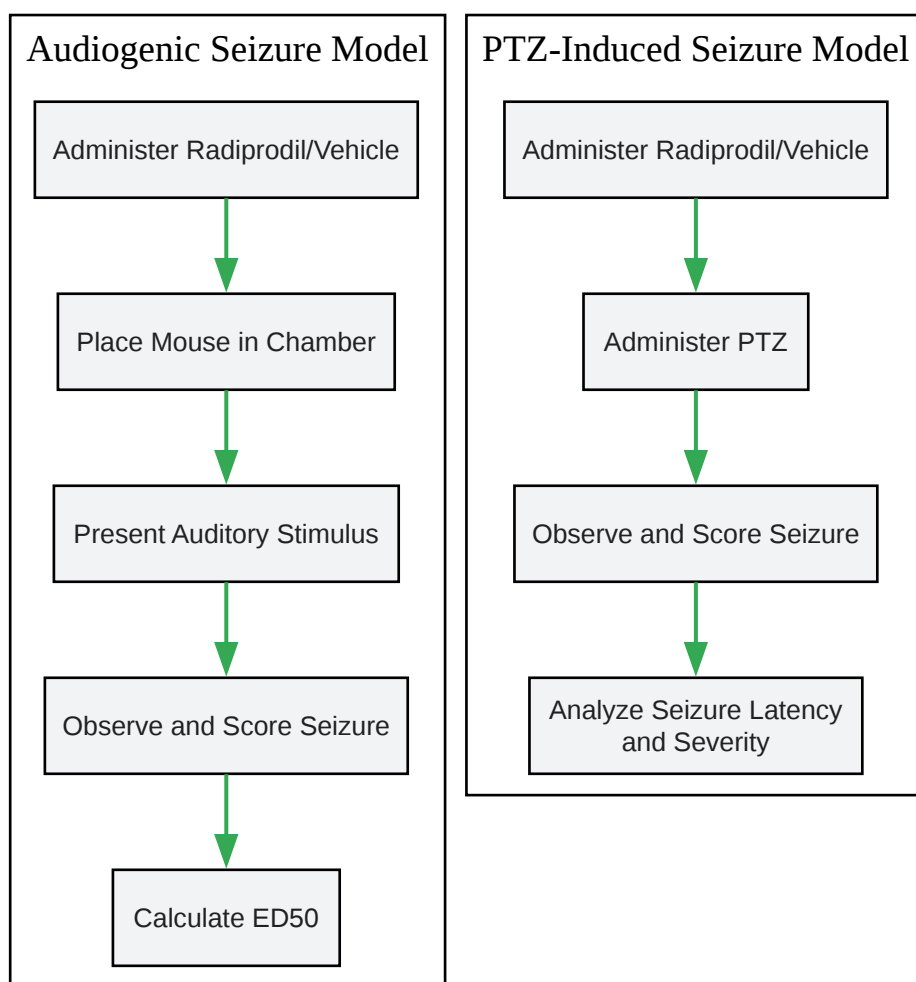 Audiogenic Seizure Model
Administer Radiprodil/Vehicle
Place Mouse in Chamber
Present Auditory Stimulus
Observe and Score Seizure
Calculate ED50
PTZ-Induced Seizure Model
Administer Radiprodil/Vehicle
Administer PTZ
Observe and Score Seizure
Analyze Seizure Latency
and Severity